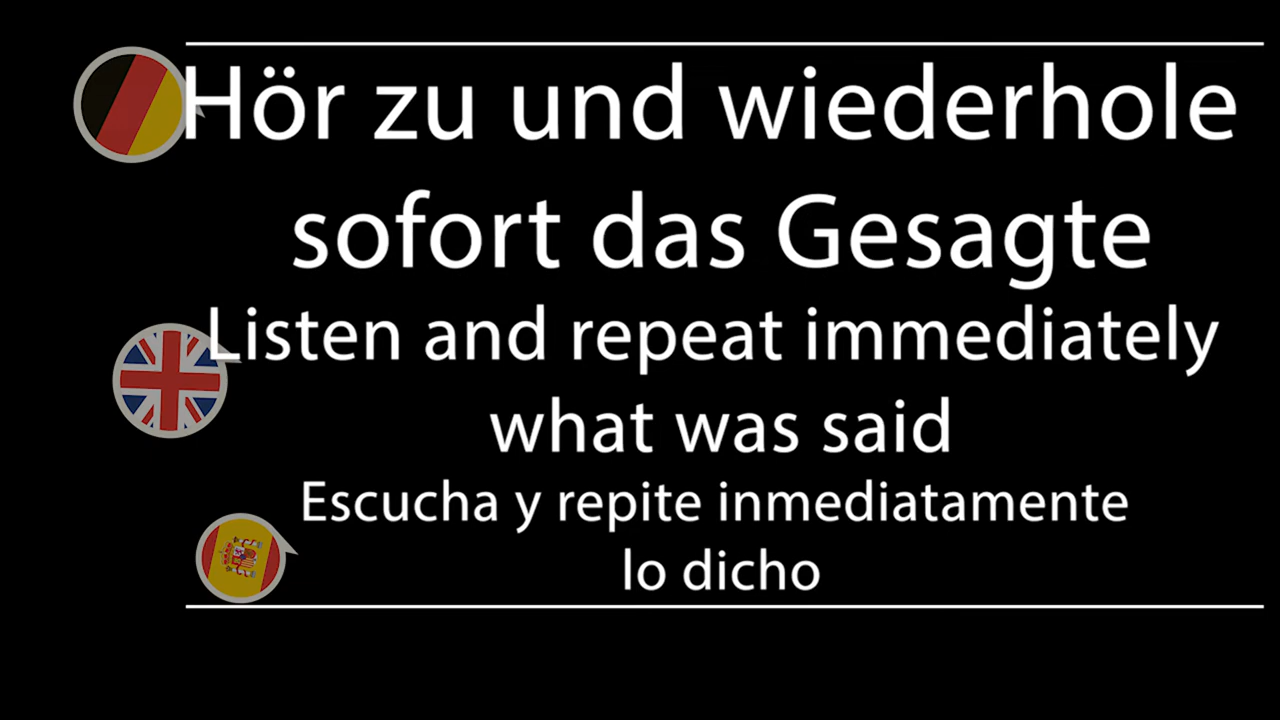 Hör zu und wiederhole
sofort das Gesagte
Listen and repeat immediately
what was said
Escucha y repite inmediatamente
lo dicho